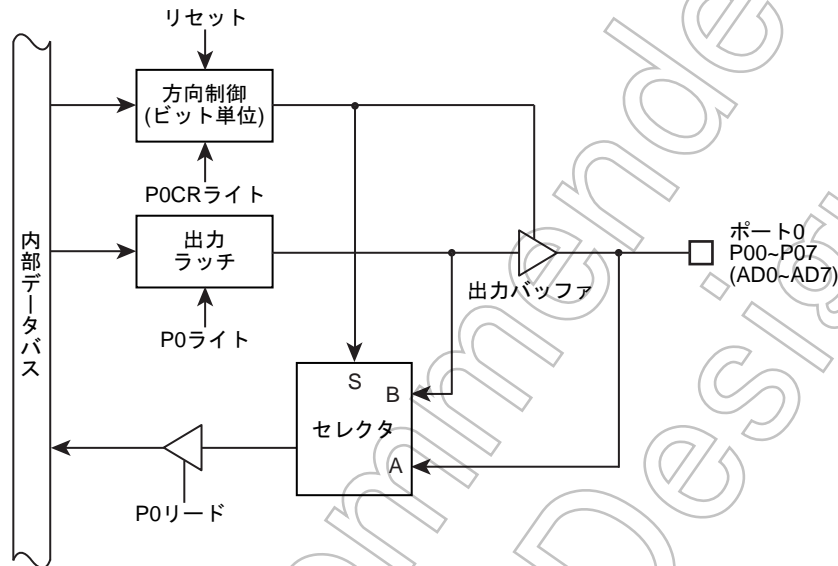 リセット
方向制御
(ビット単位)
P0CRライト
内部データバス
出力
ラッチ
P0ライト
出力バッファ
ポート0
P00~P07
(AD0~AD7)
S
B
セレクタ
A
P0リード